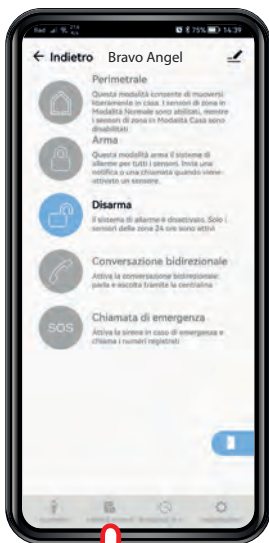 75% 14:39
Indietro Bravo Angel
Perimetrale
Questa modalità consente di muoversi
liberamente in casa. I sensori di zona in
Modalità Normale sono abilitati, mentre
i sensori di zona in Modalità Casa sono
disabilitati
Arma
Questa modalità arma il sistema di
allarme per tutti i sensori. Invia una
notifica o una chiamata quando viene
attivato un sensore.
Disarma
Il sistema di allarme è disattivato. Solo i
sensori della zona 24 ore sono attivi
Conversazione bidirezionale
Attiva la conversazione bidirezionale:
parla e ascolta tramite la centralina
SOS
Chiamata di emergenza
Attiva la sirena in caso di emergenza e
chiama i numeri registrati